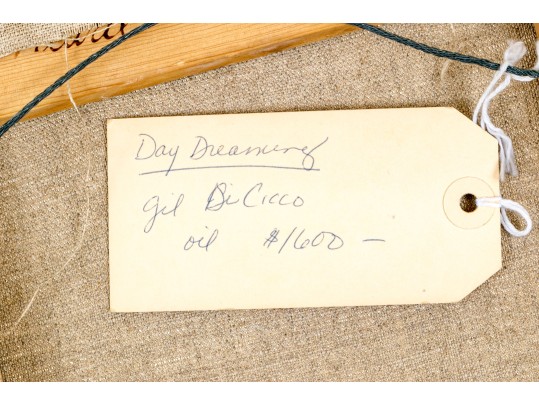 Day Dreaming
Gil DiCicco
oil $1600 —